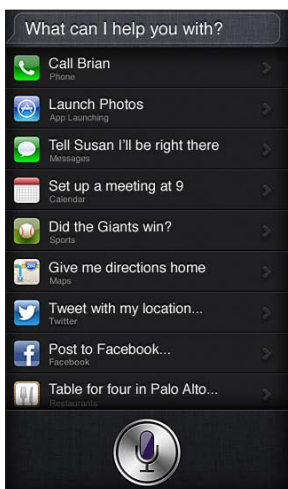 What can I help you with?
Call Brian
Phone
Launch Photos
App Launching
Tell Susan I'll be right there
Messages
Set up a meeting at 9
Calendar
Did the Giants win?
Sports
Give me directions home
Maps
280
Tweet with my location...
Twitter
Post to Facebook...
Facebook
Table for four in Palo Alto...
Restaurants